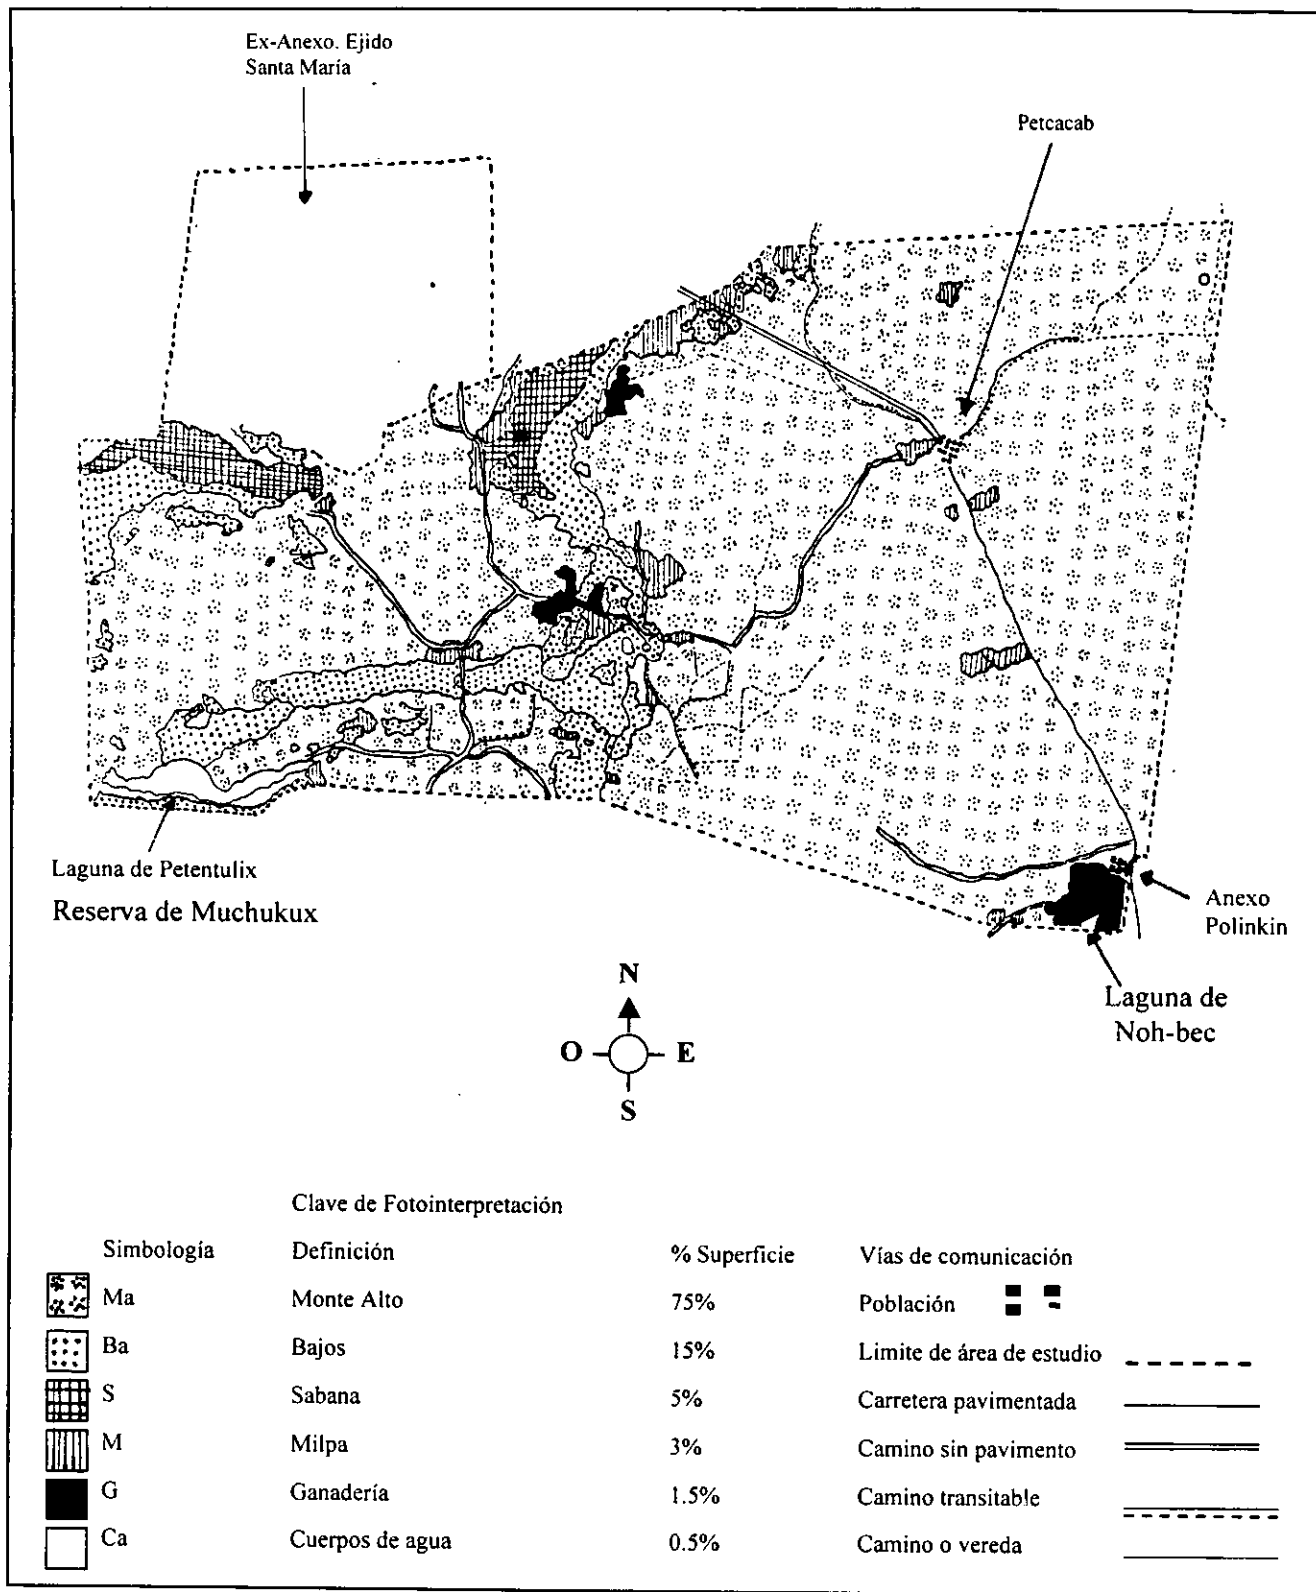 Ex-Anexo. Ejido
Santa María
Petcacab
Laguna de Petentulix
Reserva de Muchukux
Anexo
Polinkin
Laguna de
Noh-bec
N
O E
S
Clave de Fotointerpretación
Simbología Definición % Superficie Vías de comunicación
Ma Monte Alto 75% Población
Ba Bajos 15% Limite de área de estudio
S Sabana 5% Carretera pavimentada
M Milpa 3% Camino sin pavimento
G Ganadería 1.5% Camino transitable
Ca Cuerpos de agua 0.5% Camino o vereda